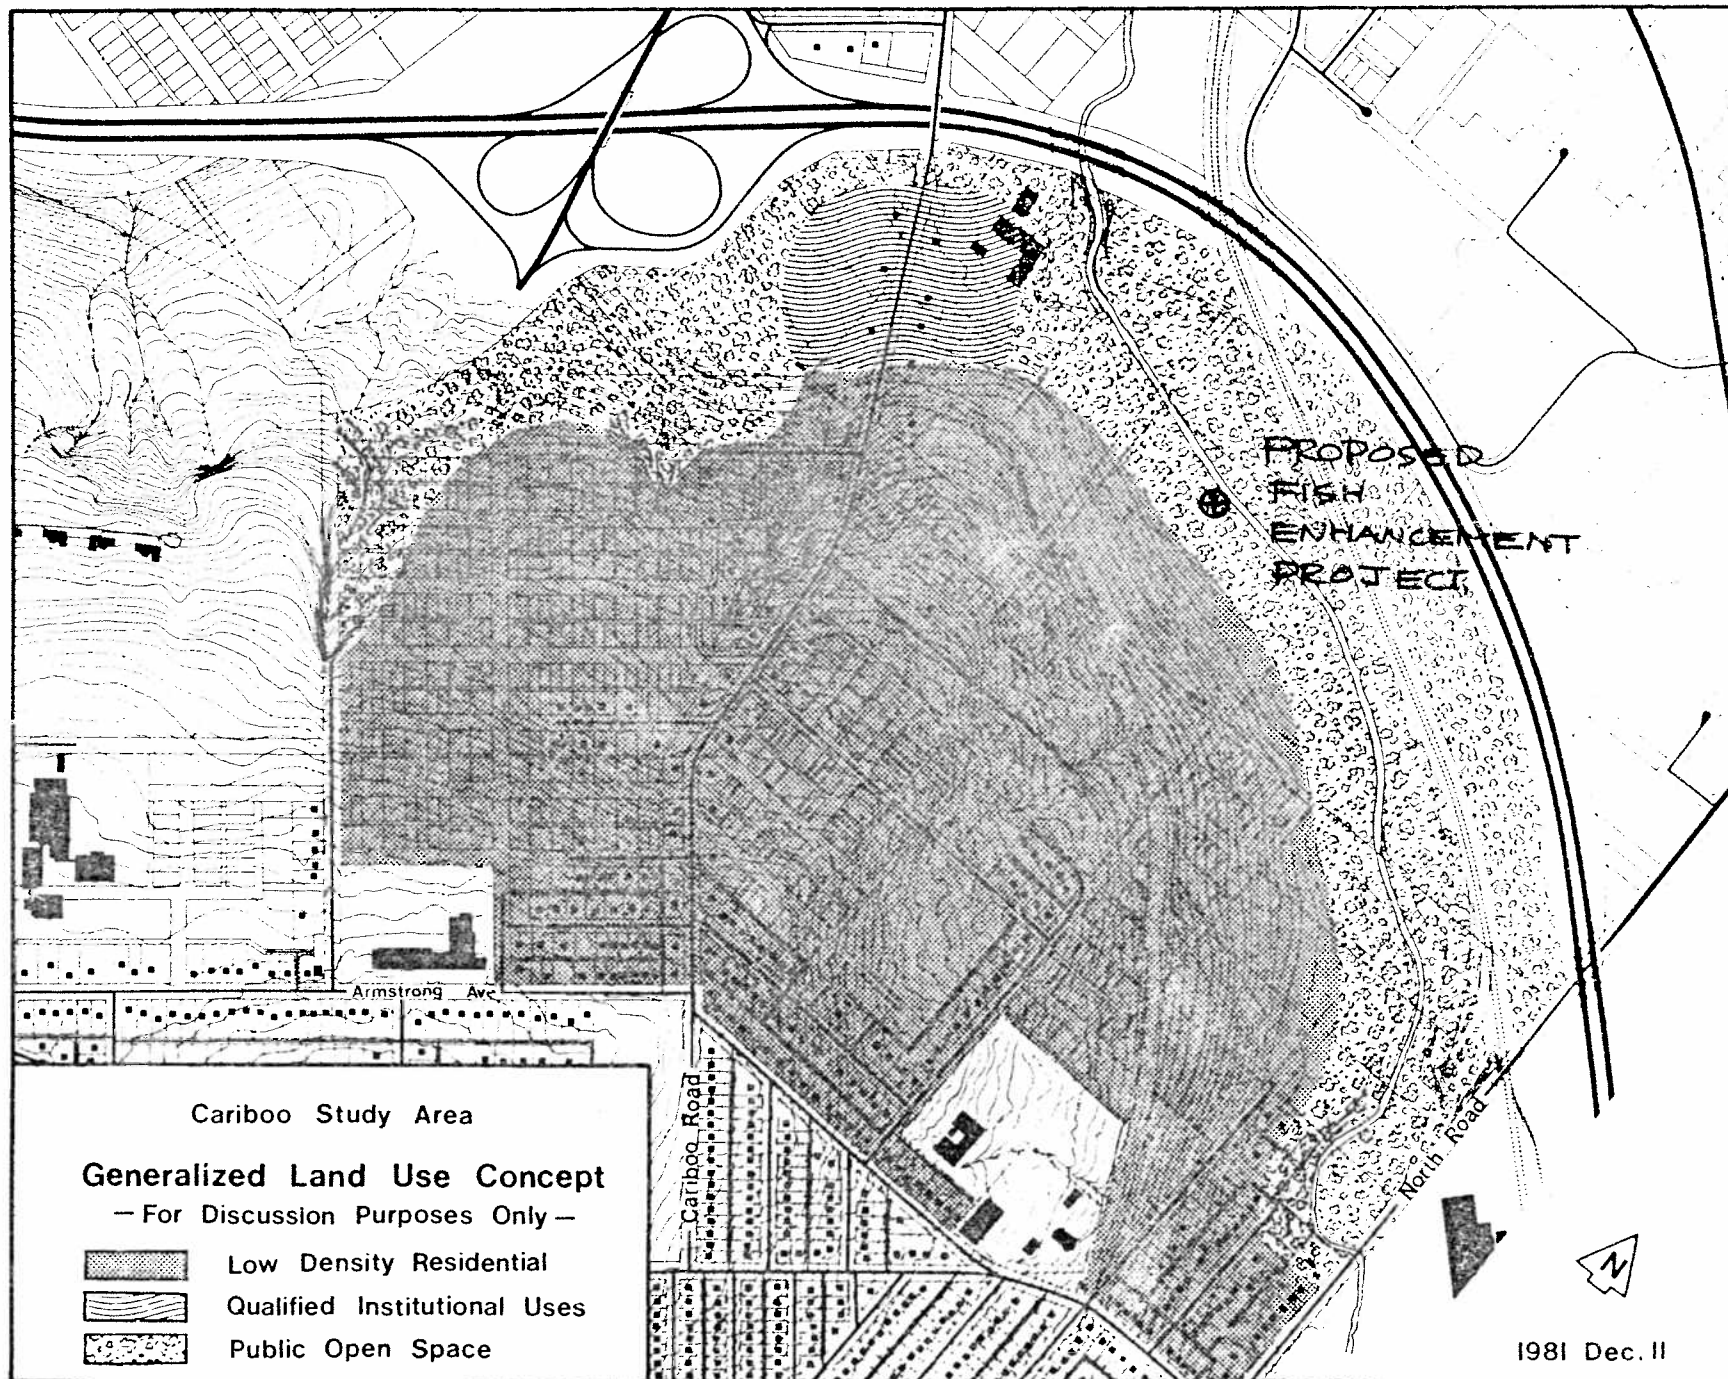 PROPOSED
FISH
ENHANCEMENT
PROJECT
Armstrong Ave
Cariboo Road
North Road
Cariboo Study Area
Generalized Land Use Concept
— For Discussion Purposes Only —
Low Density Residential
Qualified Institutional Uses
Public Open Space
N
1981 Dec. 11